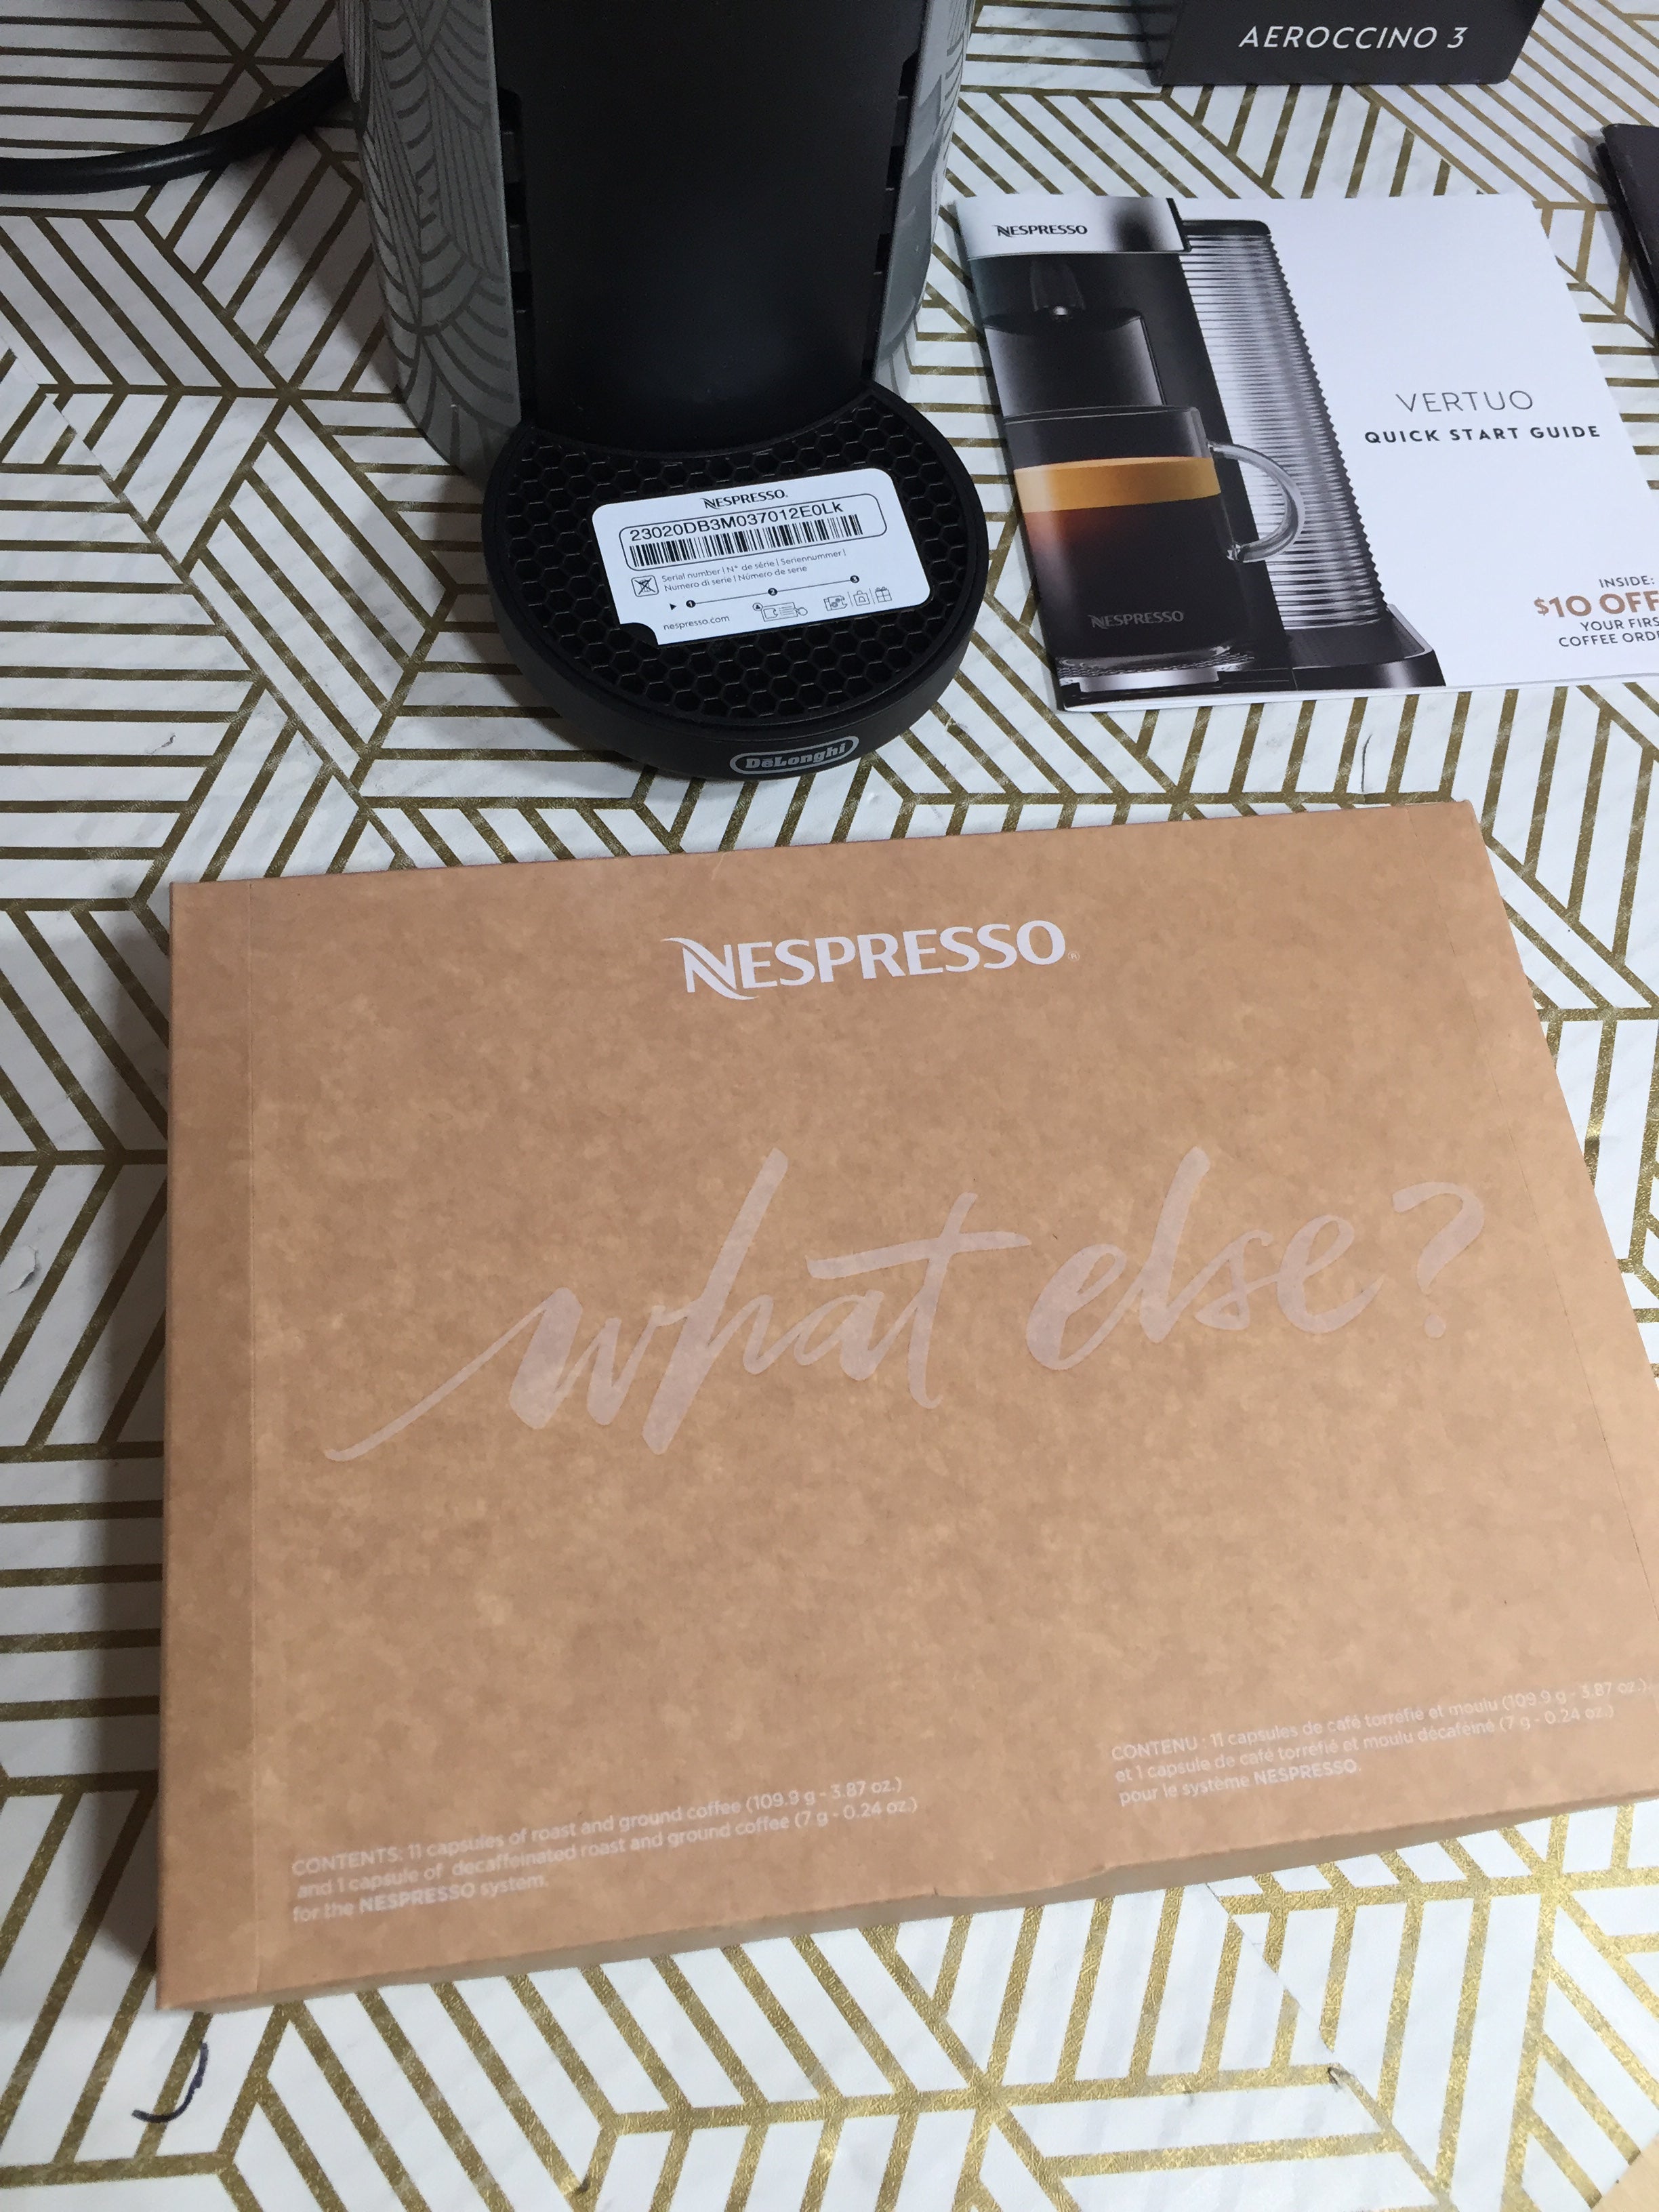 AEROCCINO 3
NESPRESSO
VERTUO
QUICK START GUIDE
INSIDE:
$10 OFF
YOUR
COFFEE
NESPRESSO
NESPRESSO.
23020DB3M037012E0Lk
Serial number | N° de série | Seriennummer |
Numero di serie | Número de serie
1 2 3
nespresso.com
DeLonghi
NESPRESSO®
what else?
CONTENTS: 11 capsules of roast and ground coffee (109.9 g - 3.87 oz.)
and 1 capsule of decaffeinated roast and ground coffee (7 g - 0.24 oz.)
for the NESPRESSO system.
CONTENU : 11 capsules de café torréfié et moulu (109.9 g - 3.87 oz.)
et 1 capsule de café torréfié et moulu décaféiné (7 g - 0.24 oz.)
pour le système NESPRESSO.